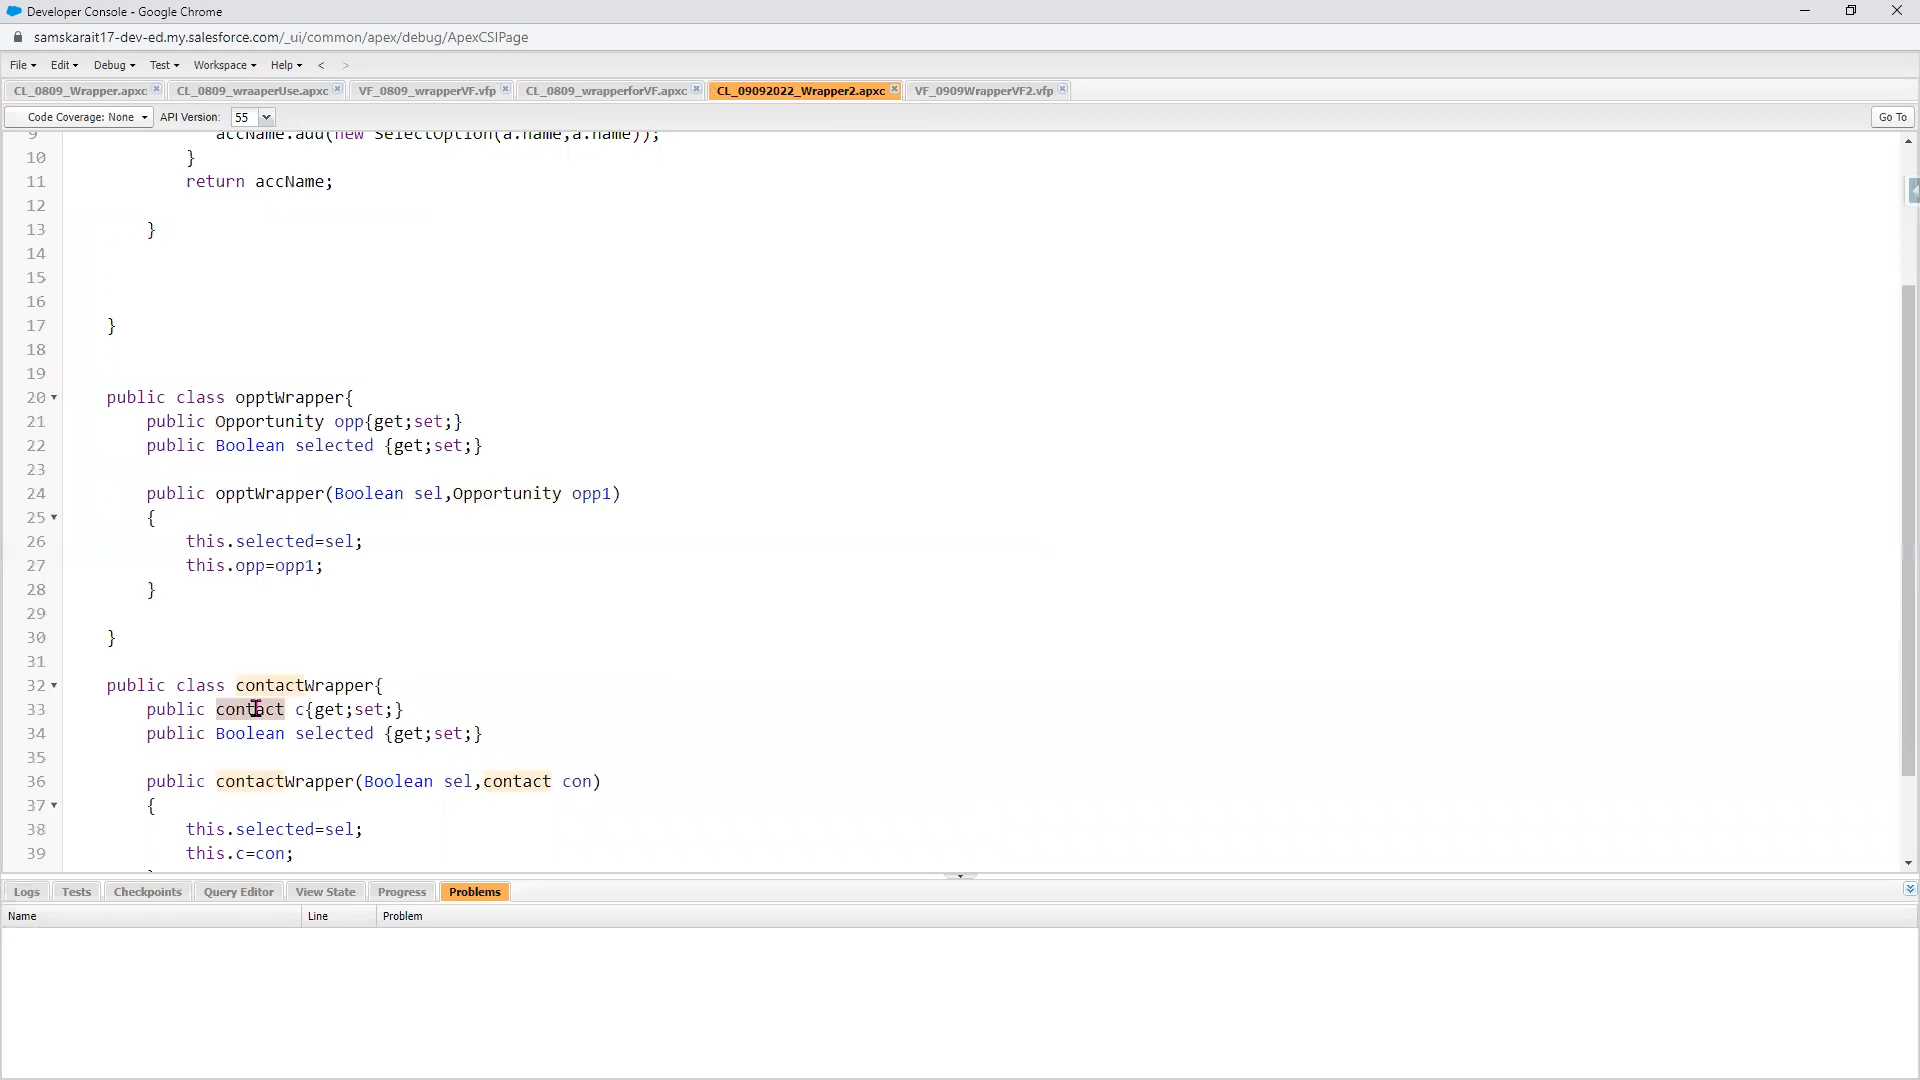 Developer Console - Google Chrome
samskarait17-dev-ed.my.salesforce.com/_ui/common/apex/debug/ApexCSIPage
File Edit Debug Test Workspace Help < >
CL_0809_Wrapper.apxc CL_0809_wraaperUse.apxc VF_0809_wrapperVF.vfp CL_0809_wrapperforVF.apxc CL_09092022_Wrapper2.apxc VF_0909WrapperVF2.vfp
Code Coverage: None API Version: 55 Go To
9 accName.add(new SelectOption(a.name,a.name));
10 }
11 return accName;
12
13 }
14
15
16
17 }
18
19
20 public class opptWrapper{
21 public Opportunity opp{get;set;}
22 public Boolean selected {get;set;}
23
24 public opptWrapper(Boolean sel,Opportunity opp1)
25 {
26 this.selected=sel;
27 this.opp=opp1;
28 }
29
30 }
31
32 public class contactWrapper{
33 public contact c{get;set;}
34 public Boolean selected {get;set;}
35
36 public contactWrapper(Boolean sel,contact con)
37 {
38 this.selected=sel;
39 this.c=con;
Logs Tests Checkpoints Query Editor View State Progress Problems
Name Line Problem